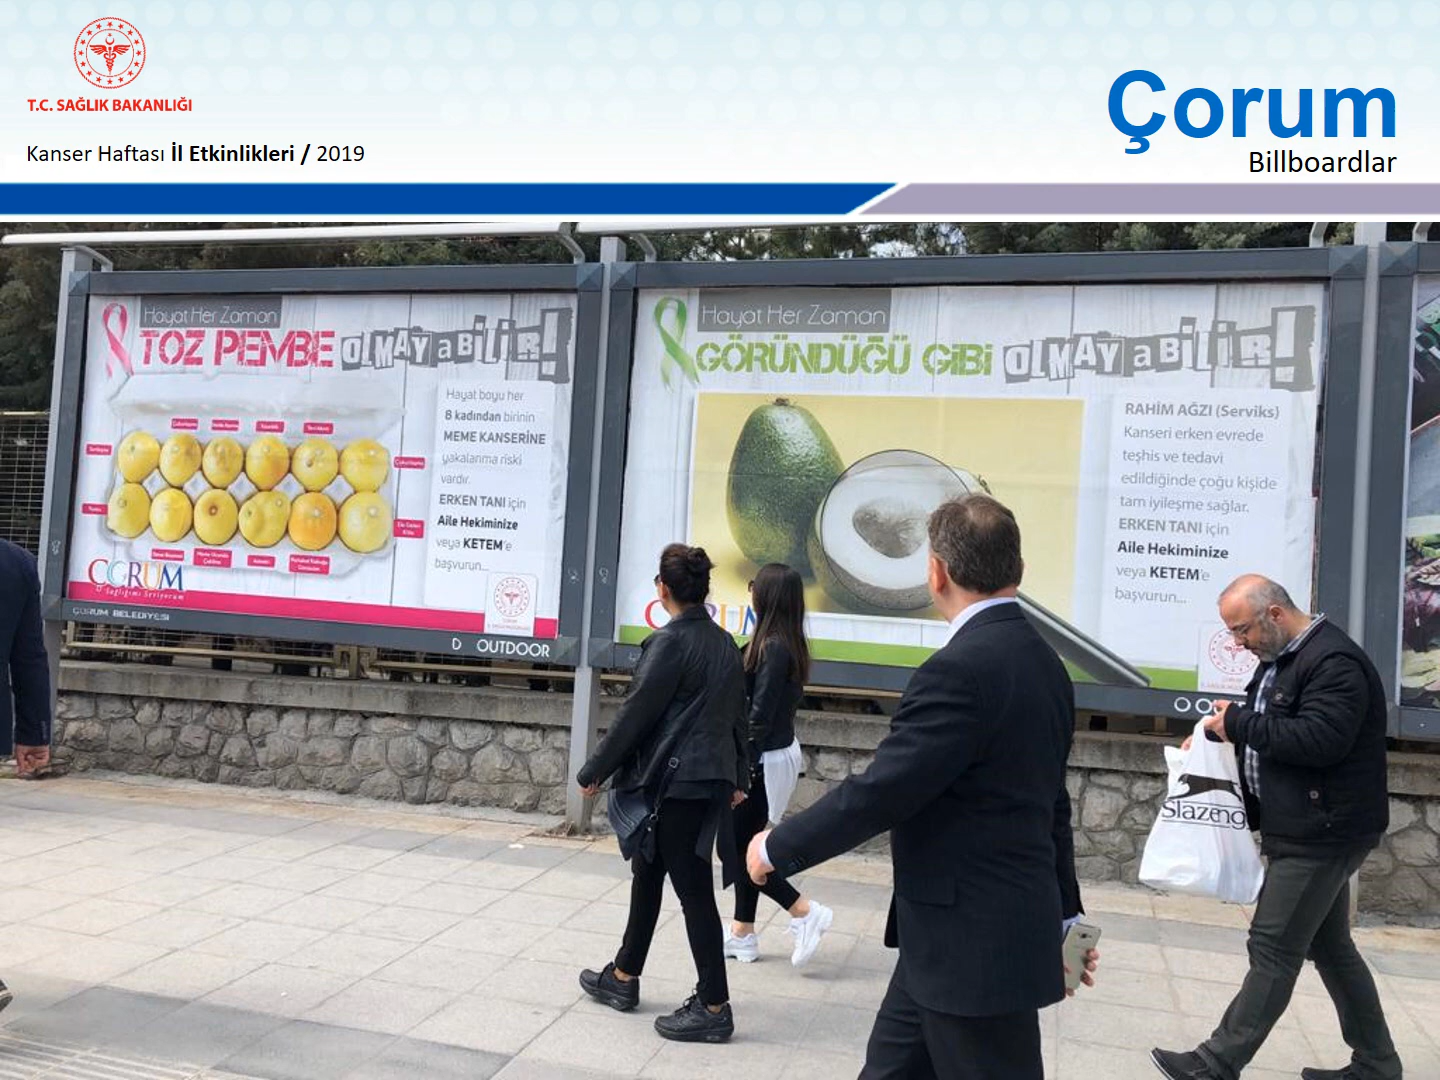 T.C. SAĞLIK BAKANLIĞI
Kanser Haftası İl Etkinlikleri / 2019
Çorum
Billboardlar
Hayat Her Zaman
TOZ PEMBE OLMAYaBİLİR!
Hayat boyu her
8 kadından birinin
MEME KANSERİNE
yakalanma riski
vardır.
ERKEN TANI için
Aile Hekiminize
veya KETEM'e
başvurun...
ÇORUM
Sağlığımı Seviyorum
ÇORUM BELEDİYESİ
OUTDOOR
Hayat Her Zaman
GÖRÜNDÜĞÜ GİBİ OLMAYaBİLİR!
RAHİM AĞZI (Serviks)
Kanseri erken evrede
teşhis ve tedavi
edildiğinde çoğu kişide
tam iyileşme sağlar.
ERKEN TANI için
Aile Hekiminize
veya KETEM'e
başvurun...
Slazeng